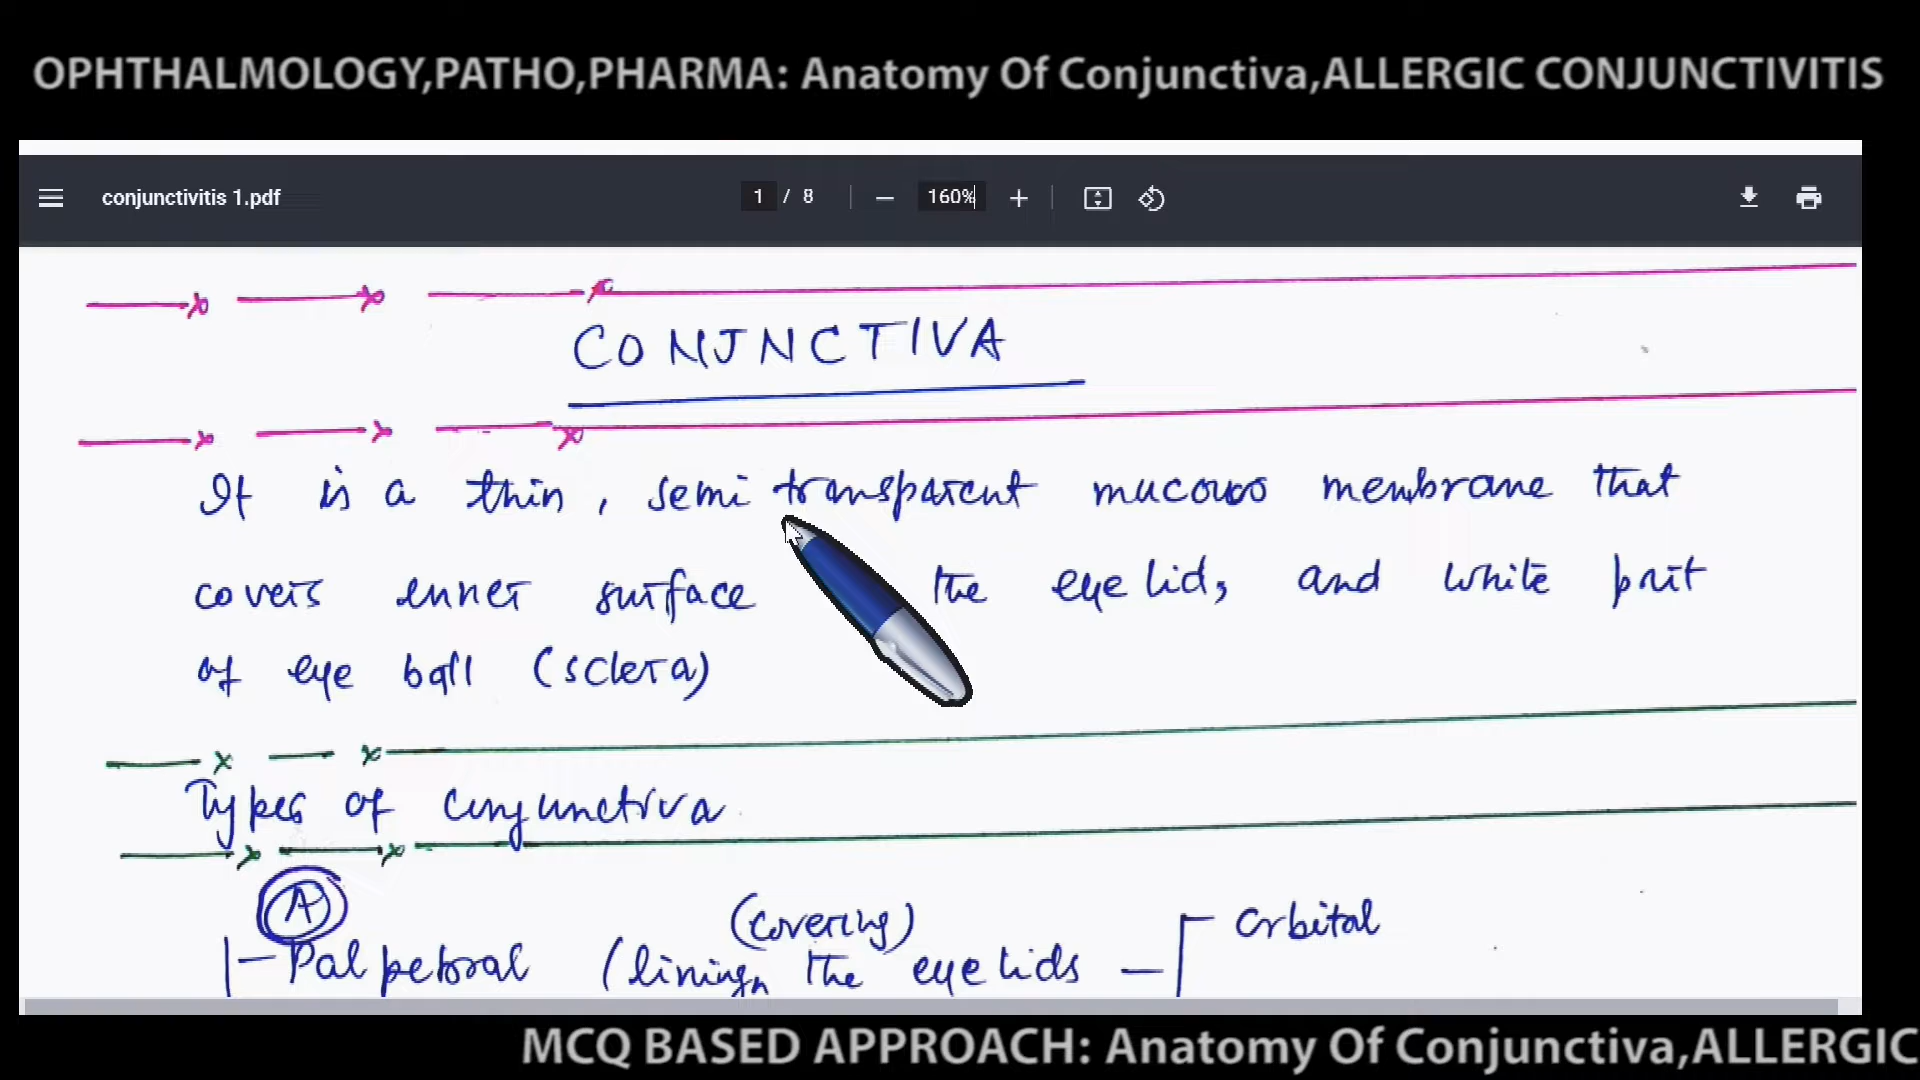 OPHTHALMOLOGY,PATHO,PHARMA: Anatomy Of Conjunctiva,ALLERGIC CONJUNCTIVITIS
conjunctivitis 1.pdf
1 / 8
160%
CONJNCTIVA
It is a thin, semi transparent mucous membrane that
covers inner surface the eye lids and white part
of eye ball (sclera)
Types of conjunctiva
A
(covering)
Orbital
Palpebral (lining the eye lids
MCQ BASED APPROACH: Anatomy Of Conjunctiva,ALLERGIC